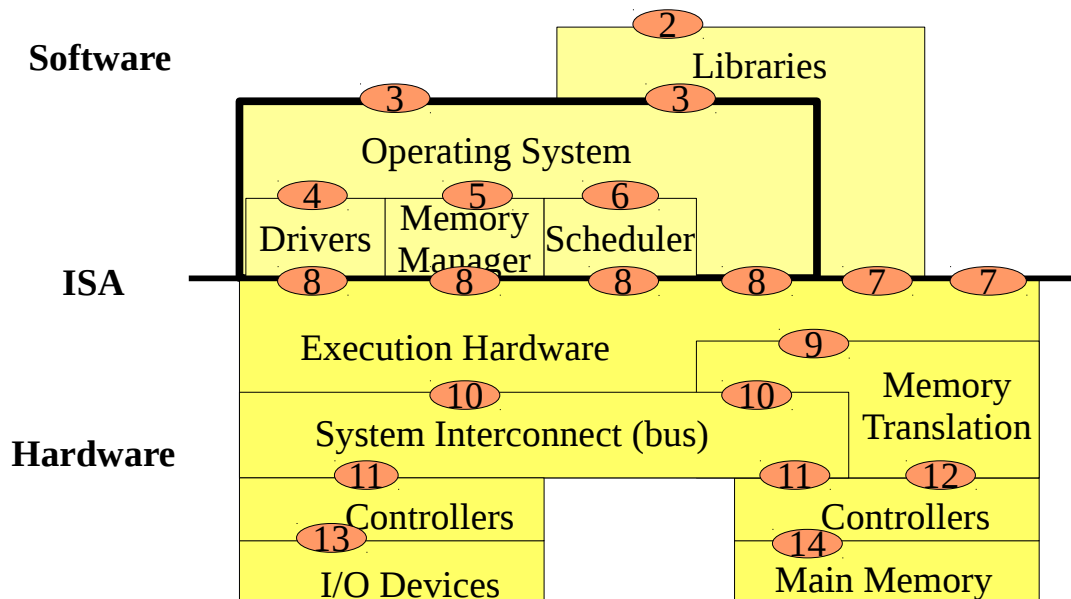 2
Software
Libraries
3
3
Operating System
4
5
6
Drivers
Memory
Manager
Scheduler
ISA
8
8
8
8
7
7
Execution Hardware
9
Memory
Translation
10
10
System Interconnect (bus)
Hardware
11
11
12
Controllers
Controllers
13
14
I/O Devices
Main Memory